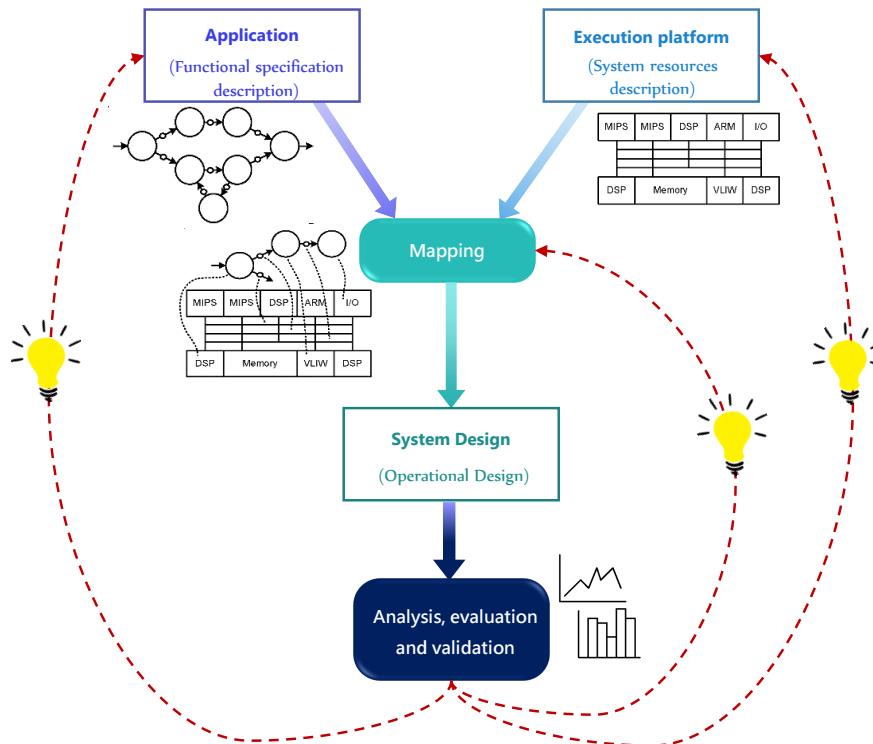 Application
(Functional specification
description)
Execution platform
(System resources
description)
MIPS MIPS DSP ARM I/O
DSP Memory VLIW DSP
Mapping
MIPS MIPS DSP ARM I/O
DSP Memory VLIW DSP
System Design
(Operational Design)
Analysis, evaluation
and validation